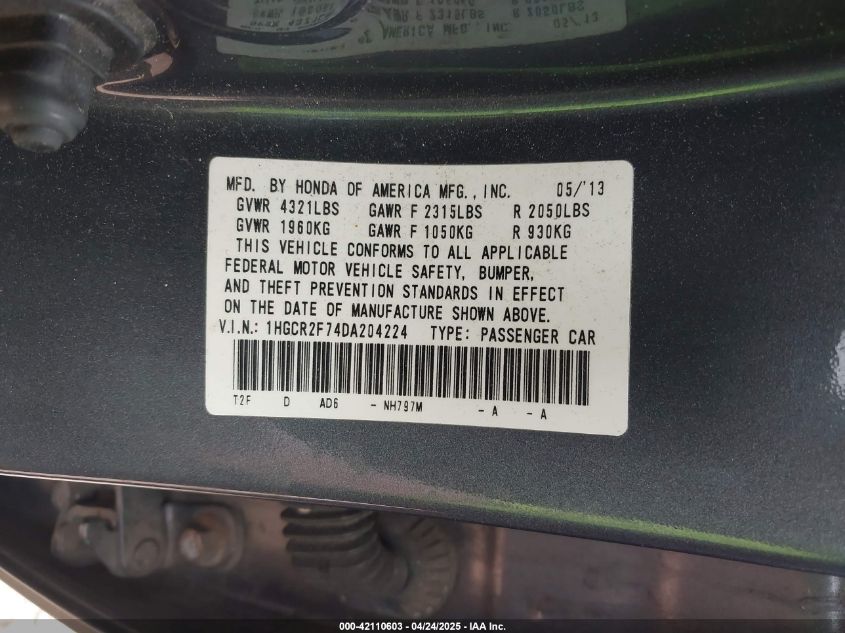 MFD. BY HONDA OF AMERICA MFG., INC. 05/'13
GVWR 4321LBS GAWR F 2315LBS R 2050LBS
GVWR 1960KG GAWR F 1050KG R 930KG
THIS VEHICLE CONFORMS TO ALL APPLICABLE
FEDERAL MOTOR VEHICLE SAFETY, BUMPER,
AND THEFT PREVENTION STANDARDS IN EFFECT
ON THE DATE OF MANUFACTURE SHOWN ABOVE.
V.I.N.: 1HGCR2F74DA204224 TYPE: PASSENGER CAR
T2F D AD6 - NH797M - A - A
000-42110603 - 04/24/2025 - IAA Inc.